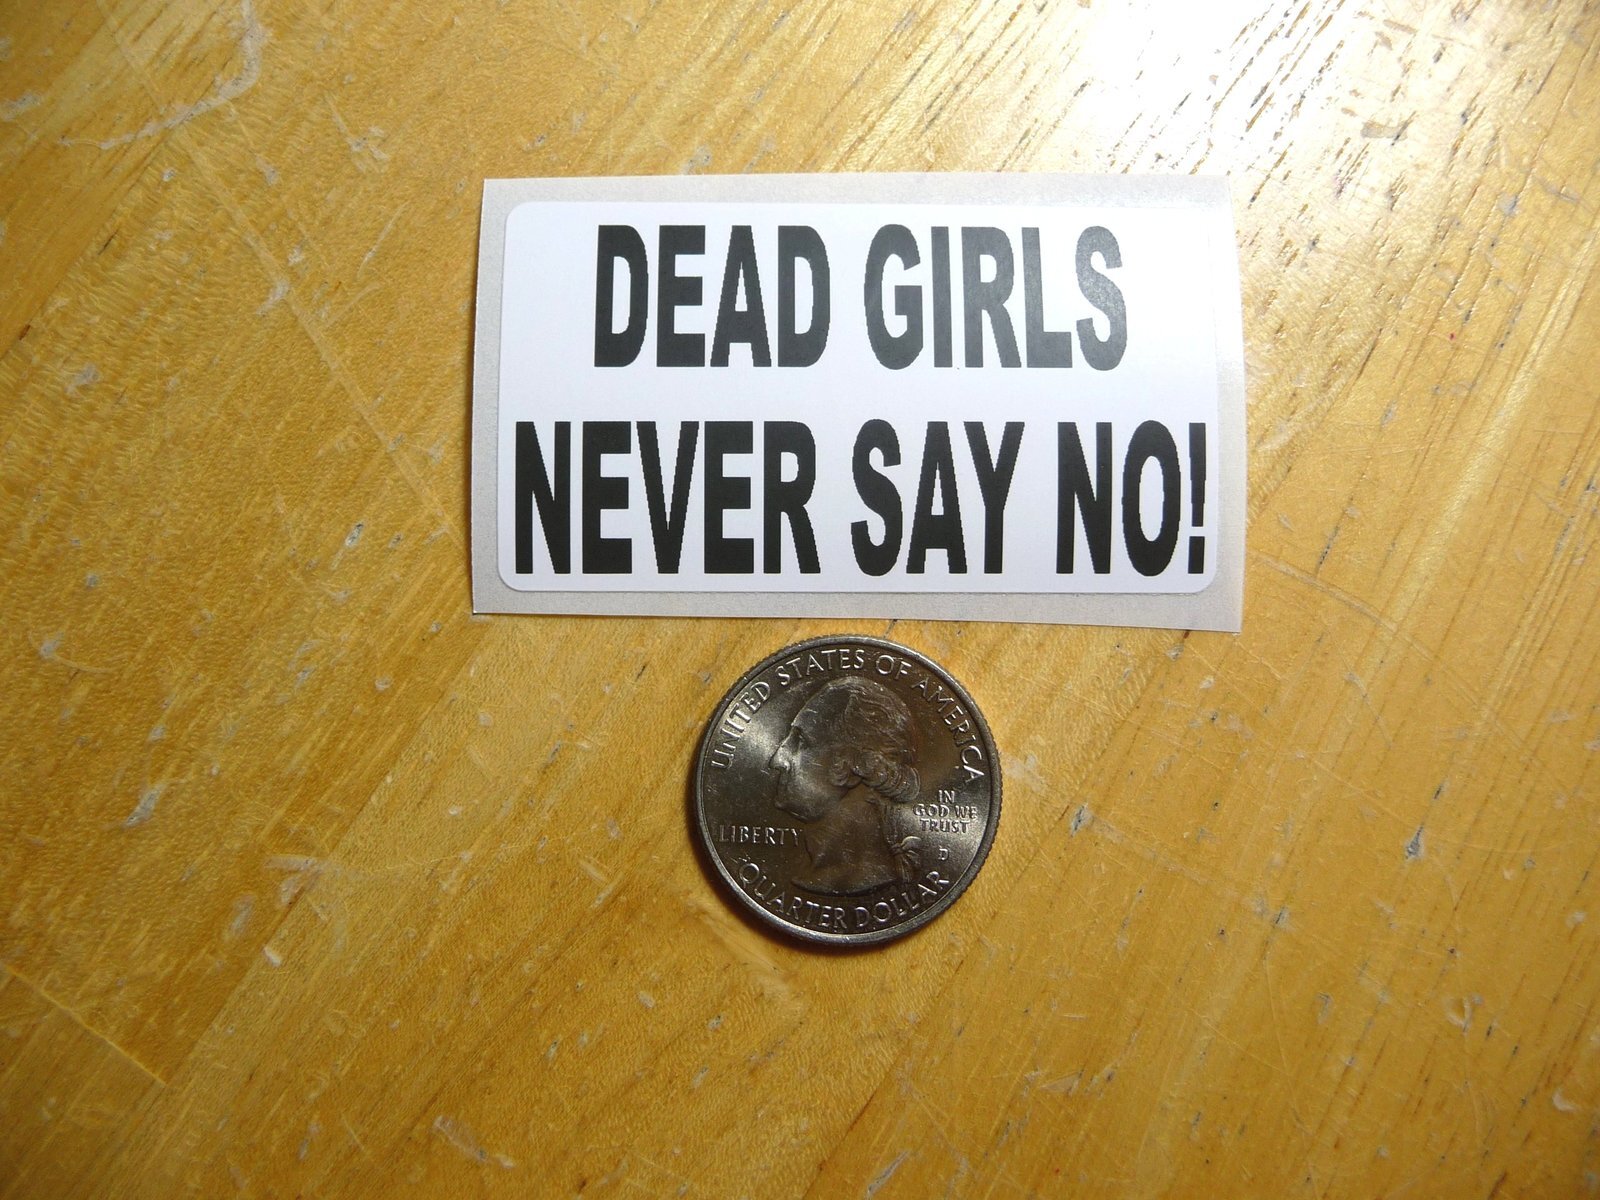 DEAD GIRLS
NEVER SAY NO!
UNITED STATES OF AMERICA
LIBERTY
IN
GOD WE
TRUST
D
QUARTER DOLLAR